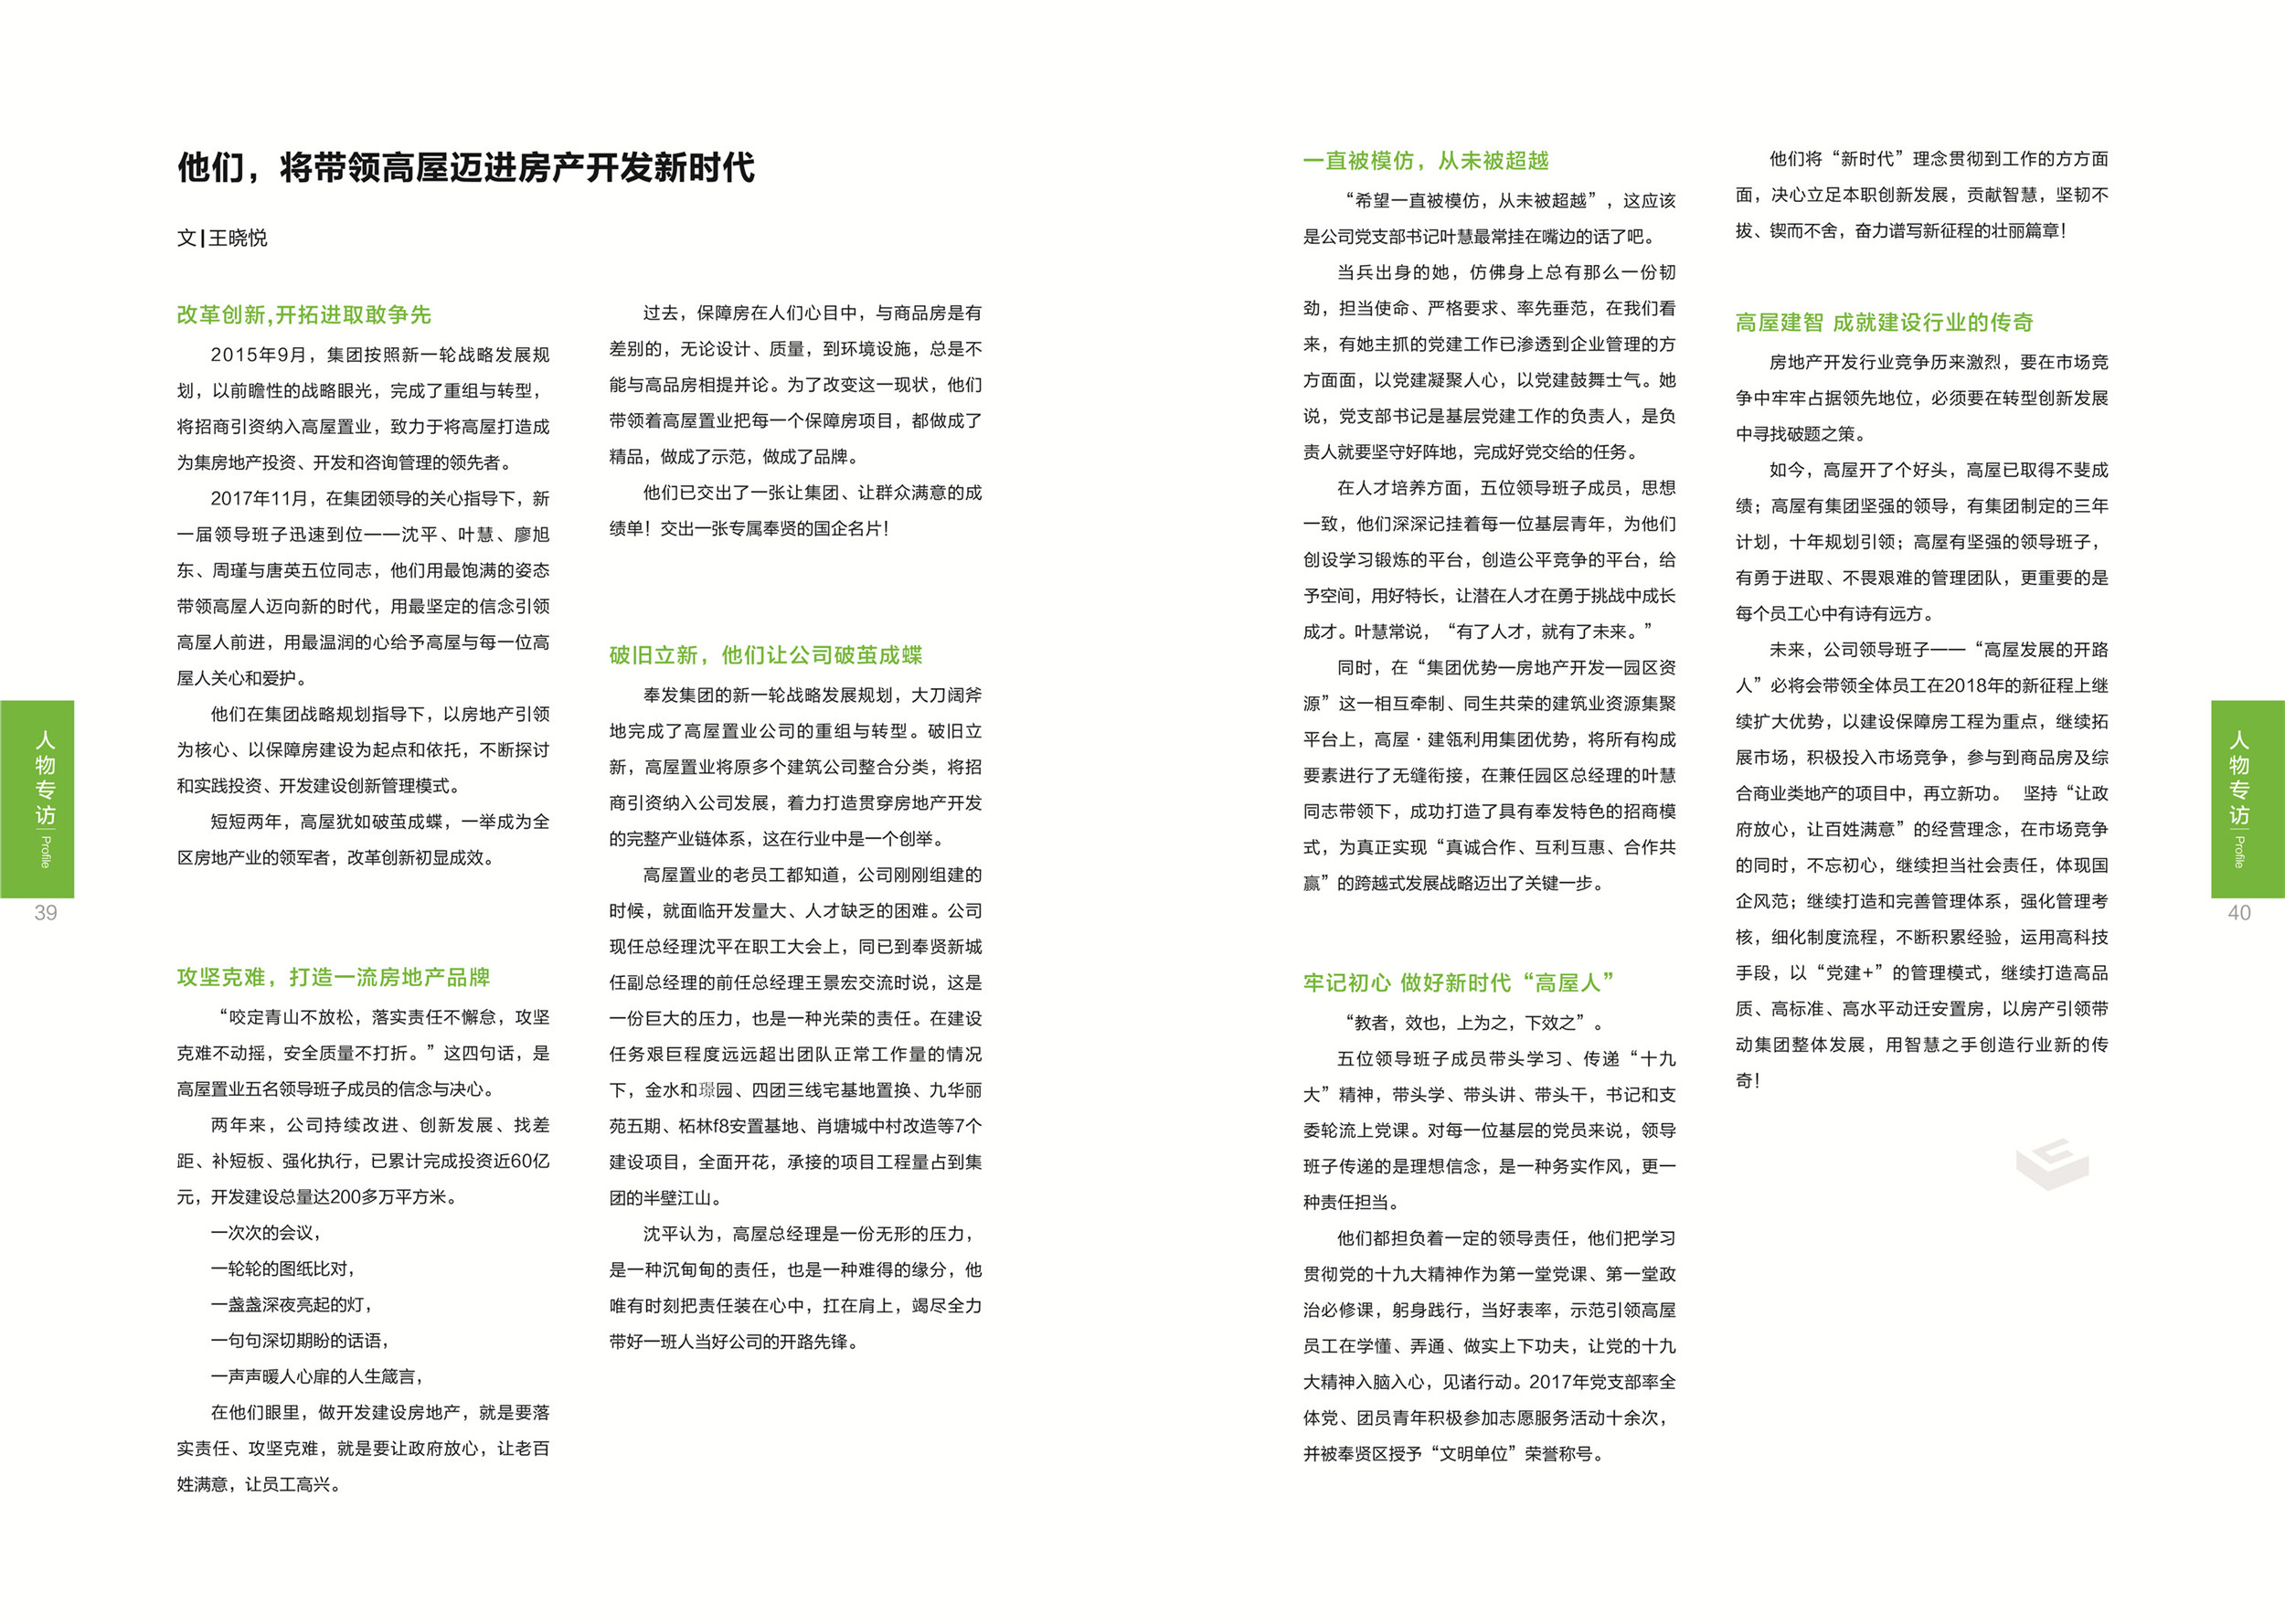 他们，将带领高屋迈进房产开发新时代
文|王晓悦
改革创新,开拓进取敢争先
2015年9月，集团按照新一轮战略发展规
划，以前瞻性的战略眼光，完成了重组与转型，
将招商引资纳入高屋置业，致力于将高屋打造成
为集房地产投资、开发和咨询管理的领先者。
2017年11月，在集团领导的关心指导下，新
一届领导班子迅速到位——沈平、叶慧、廖旭
东、周瑾与唐英五位同志，他们用最饱满的姿态
带领高屋人迈向新的时代，用最坚定的信念引领
高屋人前进，用最温润的心给予高屋与每一位高
屋人关心和爱护。
他们在集团战略规划指导下，以房地产引领
为核心、以保障房建设为起点和依托，不断探讨
和实践投资、开发建设创新管理模式。
短短两年，高屋犹如破茧成蝶，一举成为全
区房地产业的领军者，改革创新初显成效。
攻坚克难，打造一流房地产品牌
“咬定青山不放松，落实责任不懈怠，攻坚
克难不动摇，安全质量不打折。”这四句话，是
高屋置业五名领导班子成员的信念与决心。
两年来，公司持续改进、创新发展、找差
距、补短板、强化执行，已累计完成投资近60亿
元，开发建设总量达200多万平方米。
一次次的会议，
一轮轮的图纸比对，
一盏盏深夜亮起的灯，
一句句深切期盼的话语，
一声声暖人心扉的人生箴言，
在他们眼里，做开发建设房地产，就是要落
实责任、攻坚克难，就是要让政府放心，让老百
姓满意，让员工高兴。
过去，保障房在人们心目中，与商品房是有
差别的，无论设计、质量，到环境设施，总是不
能与高品房相提并论。为了改变这一现状，他们
带领着高屋置业把每一个保障房项目，都做成了
精品，做成了示范，做成了品牌。
他们已交出了一张让集团、让群众满意的成
绩单！交出一张专属奉贤的国企名片！
破旧立新，他们让公司破茧成蝶
奉发集团的新一轮战略发展规划，大刀阔斧
地完成了高屋置业公司的重组与转型。破旧立
新，高屋置业将原多个建筑公司整合分类，将招
商引资纳入公司发展，着力打造贯穿房地产开发
的完整产业链体系，这在行业中是一个创举。
高屋置业的老员工都知道，公司刚刚组建的
时候，就面临开发量大、人才缺乏的困难。公司
现任总经理沈平在职工大会上，同已到奉贤新城
任副总经理的前任总经理王景宏交流时说，这是
一份巨大的压力，也是一种光荣的责任。在建设
任务艰巨程度远远超出团队正常工作量的情况
下，金水和璟园、四团三线宅基地置换、九华丽
苑五期、柘林f8安置基地、肖塘城中村改造等7个
建设项目，全面开花，承接的项目工程量占到集
团的半壁江山。
沈平认为，高屋总经理是一份无形的压力，
是一种沉甸甸的责任，也是一种难得的缘分，他
唯有时刻把责任装在心中，扛在肩上，竭尽全力
带好一班人当好公司的开路先锋。
人物专访
Profile
39
一直被模仿，从未被超越
“希望一直被模仿，从未被超越”，这应该
是公司党支部书记叶慧最常挂在嘴边的话了吧。
当兵出身的她，仿佛身上总有那么一份韧
劲，担当使命、严格要求、率先垂范，在我们看
来，有她主抓的党建工作已渗透到企业管理的方
方面面，以党建凝聚人心，以党建鼓舞士气。她
说，党支部书记是基层党建工作的负责人，是负
责人就要坚守好阵地，完成好党交给的任务。
在人才培养方面，五位领导班子成员，思想
一致，他们深深记挂着每一位基层青年，为他们
创设学习锻炼的平台，创造公平竞争的平台，给
予空间，用好特长，让潜在人才在勇于挑战中成长
成才。叶慧常说，“有了人才，就有了未来。”
同时，在“集团优势—房地产开发—园区资
源”这一相互牵制、同生共荣的建筑业资源集聚
平台上，高屋·建瓴利用集团优势，将所有构成
要素进行了无缝衔接，在兼任园区总经理的叶慧
同志带领下，成功打造了具有奉发特色的招商模
式，为真正实现“真诚合作、互利互惠、合作共
赢”的跨越式发展战略迈出了关键一步。
牢记初心 做好新时代“高屋人”
“教者，效也，上为之，下效之”。
五位领导班子成员带头学习、传递“十九
大”精神，带头学、带头讲、带头干，书记和支
委轮流上党课。对每一位基层的党员来说，领导
班子传递的是理想信念，是一种务实作风，更一
种责任担当。
他们都担负着一定的领导责任，他们把学习
贯彻党的十九大精神作为第一堂党课、第一堂政
治必修课，躬身践行，当好表率，示范引领高屋
员工在学懂、弄通、做实上下功夫，让党的十九
大精神入脑入心，见诸行动。2017年党支部率全
体党、团员青年积极参加志愿服务活动十余次，
并被奉贤区授予“文明单位”荣誉称号。
他们将“新时代”理念贯彻到工作的方方面
面，决心立足本职创新发展，贡献智慧，坚韧不
拔、锲而不舍，奋力谱写新征程的壮丽篇章！
高屋建智 成就建设行业的传奇
房地产开发行业竞争历来激烈，要在市场竞
争中牢牢占据领先地位，必须要在转型创新发展
中寻找破题之策。
如今，高屋开了个好头，高屋已取得不斐成
绩；高屋有集团坚强的领导，有集团制定的三年
计划，十年规划引领；高屋有坚强的领导班子，
有勇于进取、不畏艰难的管理团队，更重要的是
每个员工心中有诗有远方。
未来，公司领导班子——“高屋发展的开路
人”必将会带领全体员工在2018年的新征程上继
续扩大优势，以建设保障房工程为重点，继续拓
展市场，积极投入市场竞争，参与到商品房及综
合商业类地产的项目中，再立新功。 坚持“让政
府放心，让百姓满意”的经营理念，在市场竞争
的同时，不忘初心，继续担当社会责任，体现国
企风范；继续打造和完善管理体系，强化管理考
核，细化制度流程，不断积累经验，运用高科技
手段，以“党建+”的管理模式，继续打造高品
质、高标准、高水平动迁安置房，以房产引领带
动集团整体发展，用智慧之手创造行业新的传
奇！
人物专访
Profile
40